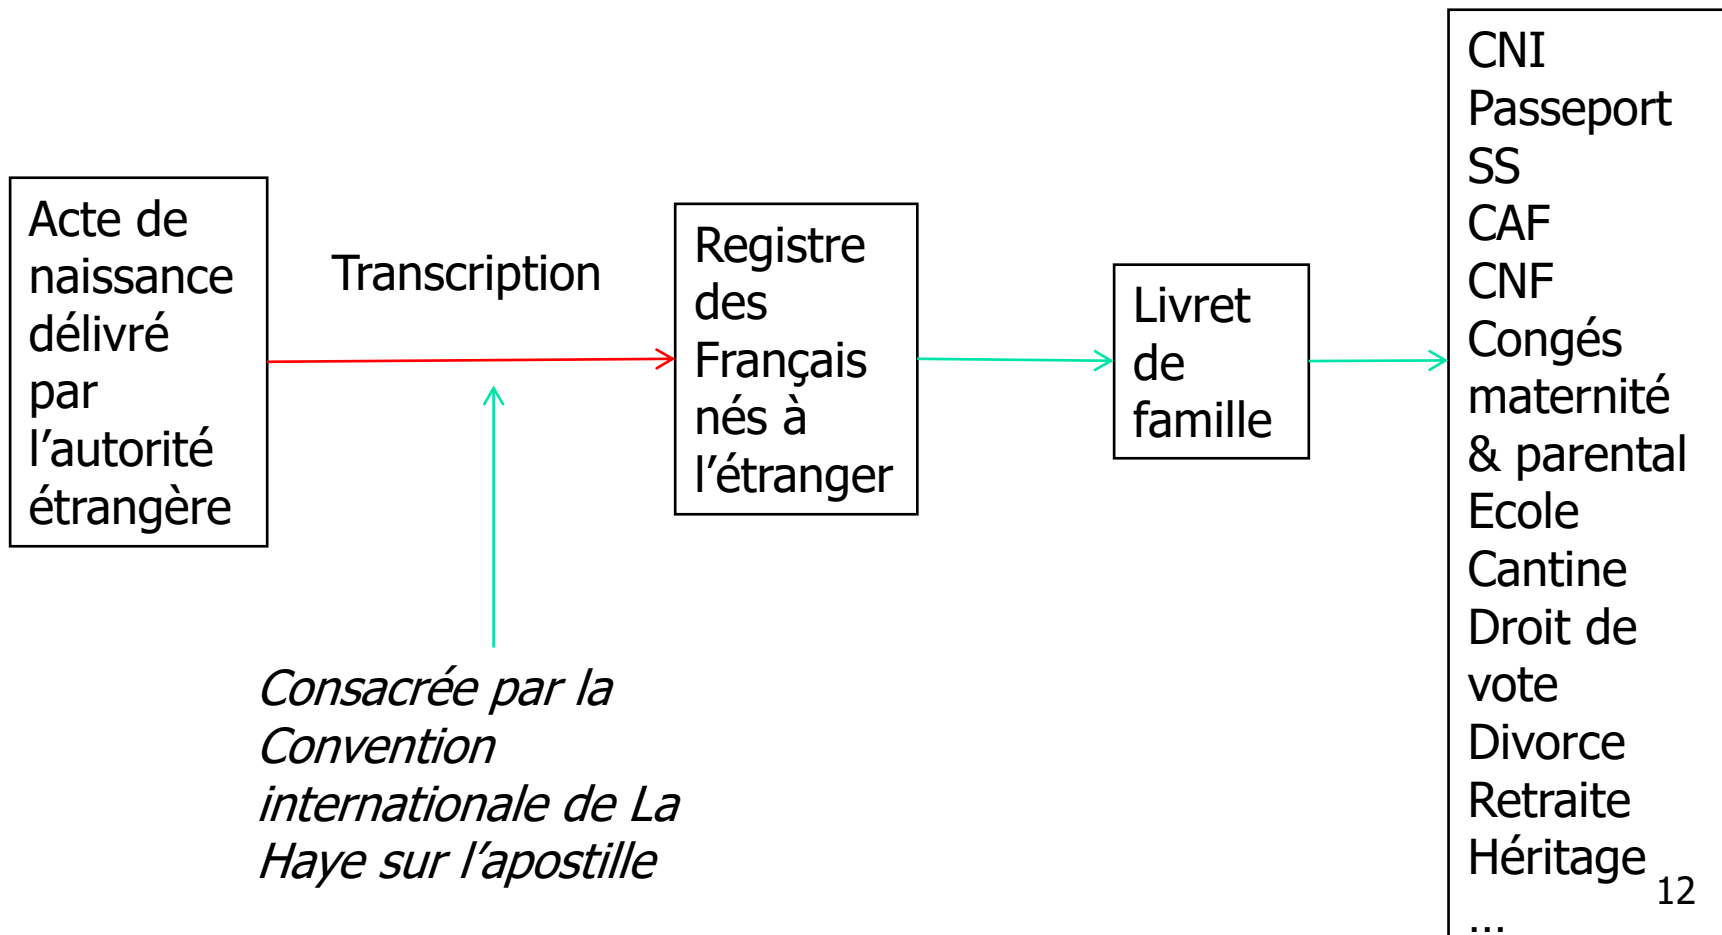 Acte de
naissance
délivré
par
l’autorité
étrangère
Transcription
Consacrée par la
Convention
internationale de La
Haye sur l’apostille
Registre
des
Français
nés à
l’étranger
Livret
de
famille
CNI
Passeport
SS
CAF
CNF
Congés
maternité
& parental
Ecole
Cantine
Droit de
vote
Divorce
Retraite
Héritage
...
12